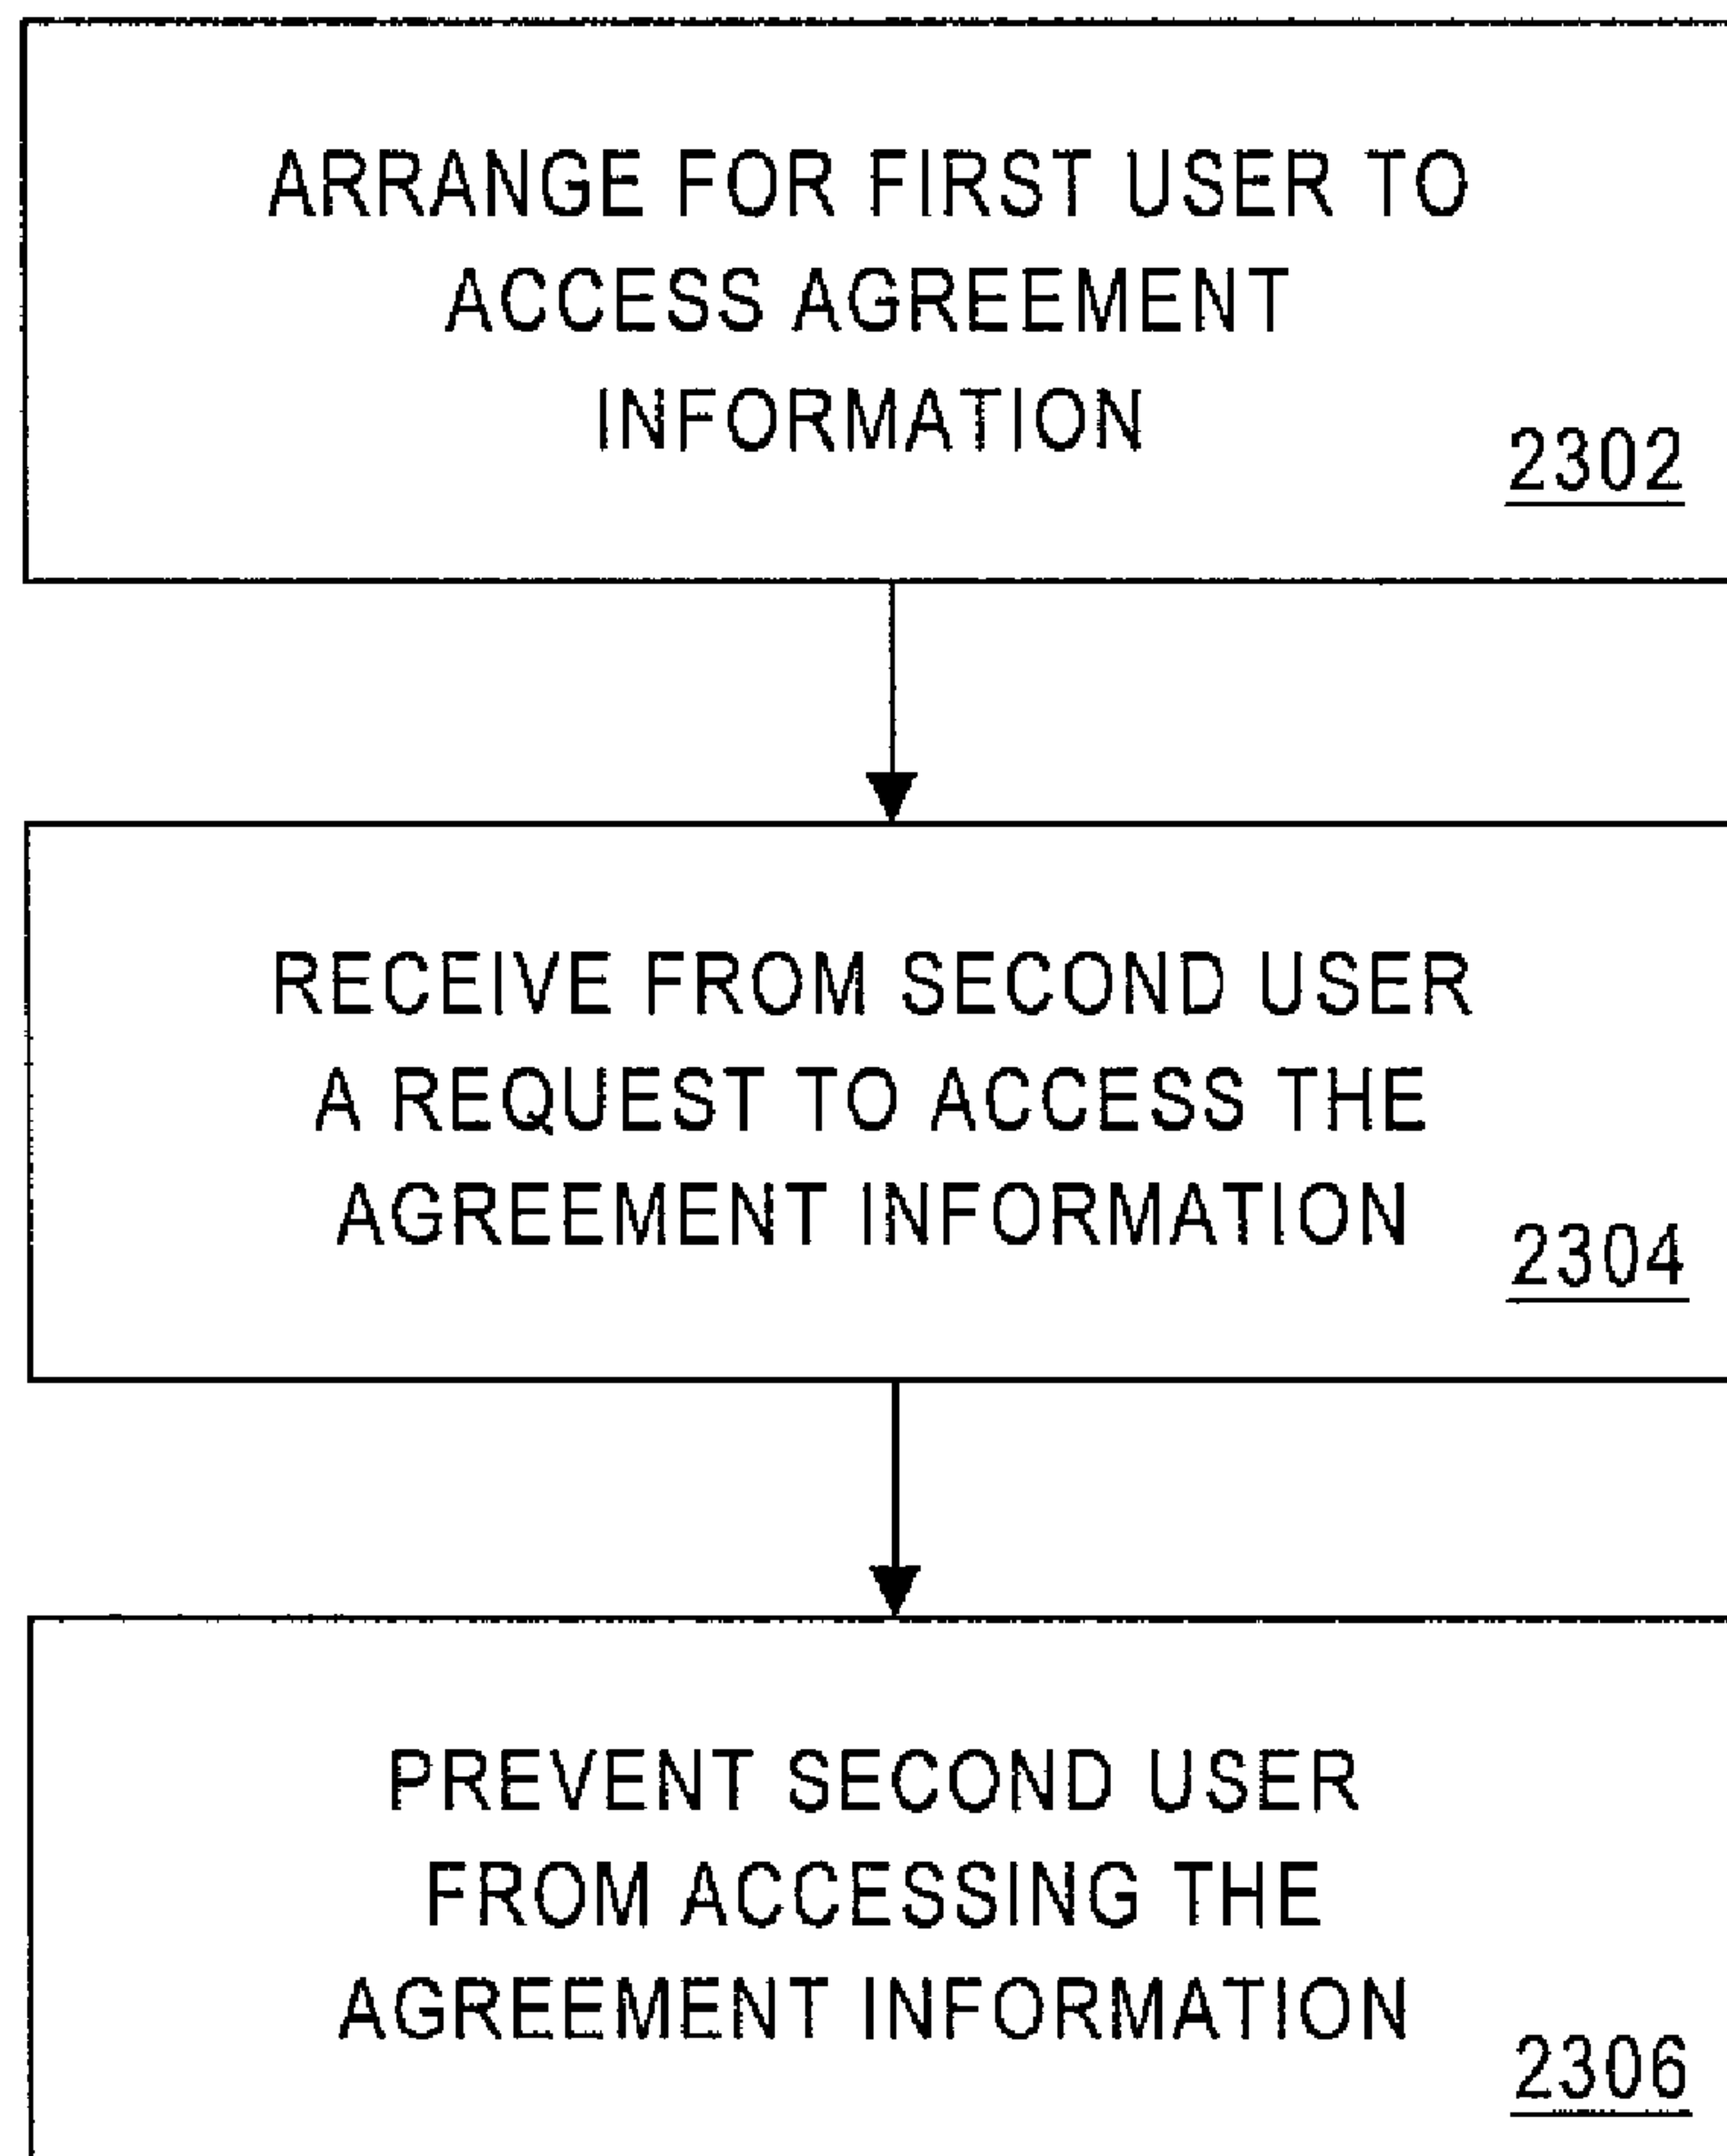 ARRANGE FOR FIRST USER TO
ACCESS AGREEMENT
INFORMATION
2302
RECEIVE FROM SECOND USER
A REQUEST TO ACCESS THE
AGREEMENT INFORMATION
2304
PREVENT SECOND USER
FROM ACCESSING THE
AGREEMENT INFORMATION
2306